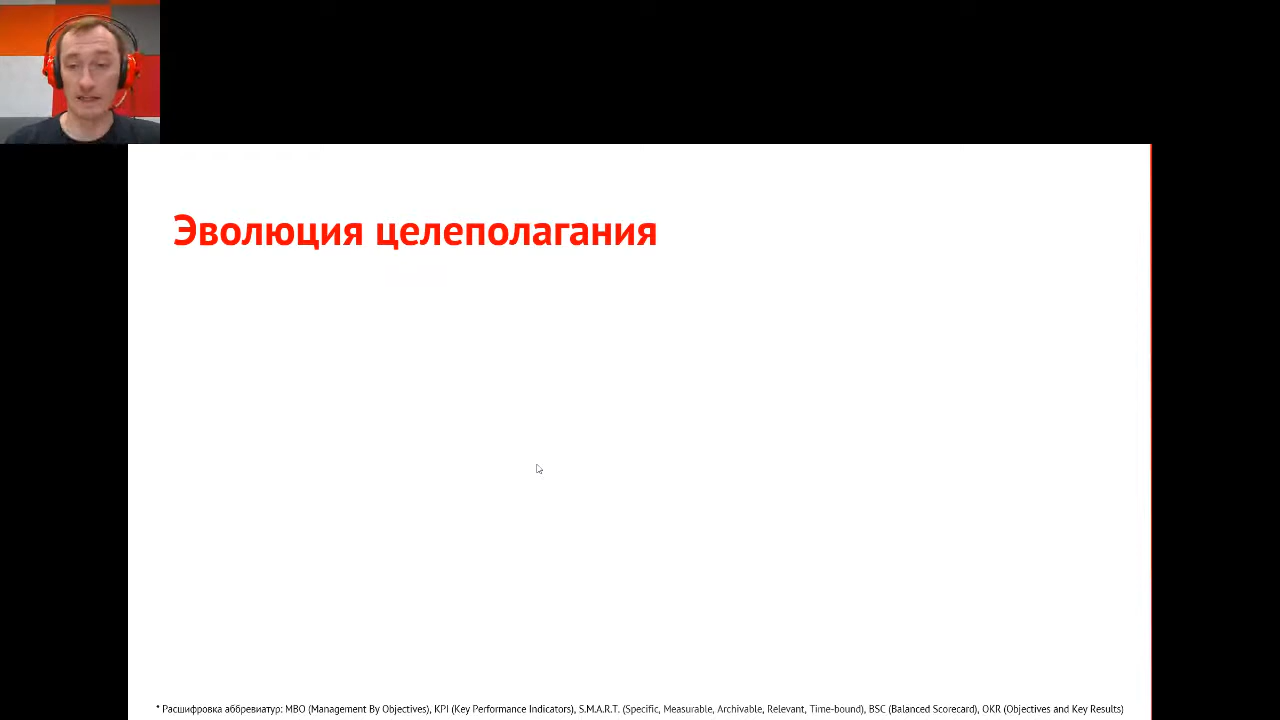 Эволюция целеполагания
* Расшифровка аббревиатур: MBO (Management By Objectives), KPI (Key Performance Indicators), S.M.A.R.T. (Specific, Measurable, Archivable, Relevant, Time-bound), BSC (Balanced Scorecard), OKR (Objectives and Key Results)